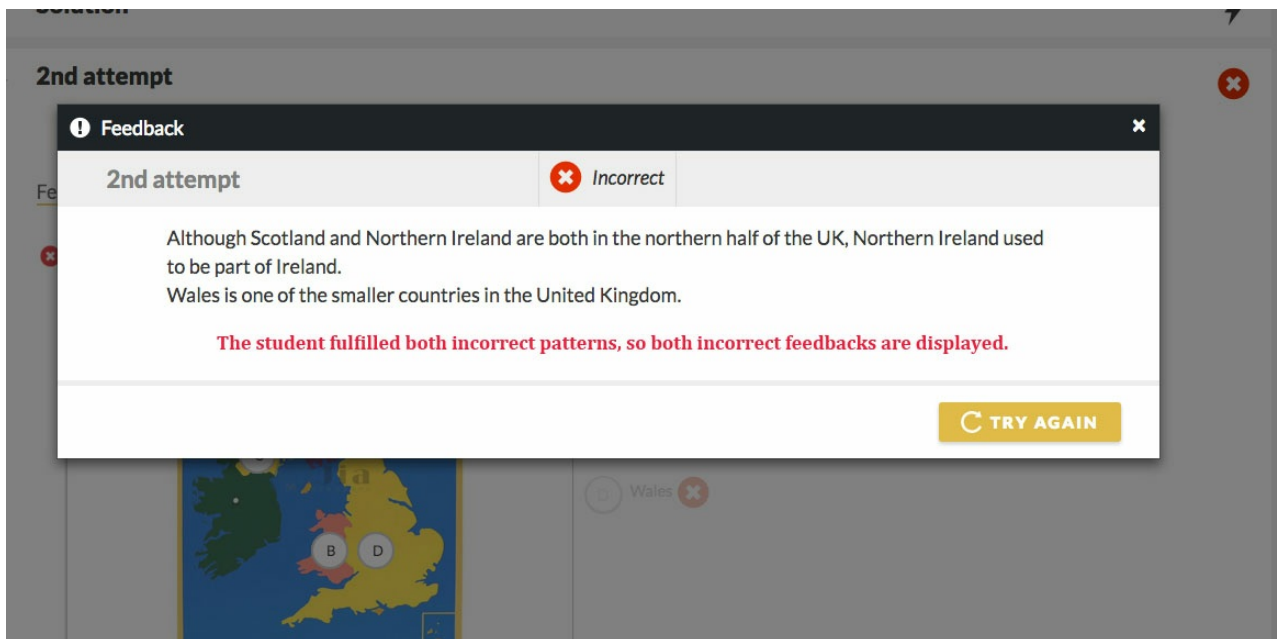 2nd attempt
Feedback
2nd attempt
Incorrect
Fe
Although Scotland and Northern Ireland are both in the northern half of the UK, Northern Ireland used
to be part of Ireland.
Wales is one of the smaller countries in the United Kingdom.
The student fulfilled both incorrect patterns, so both incorrect feedbacks are displayed.
TRY AGAIN
D Wales
B D